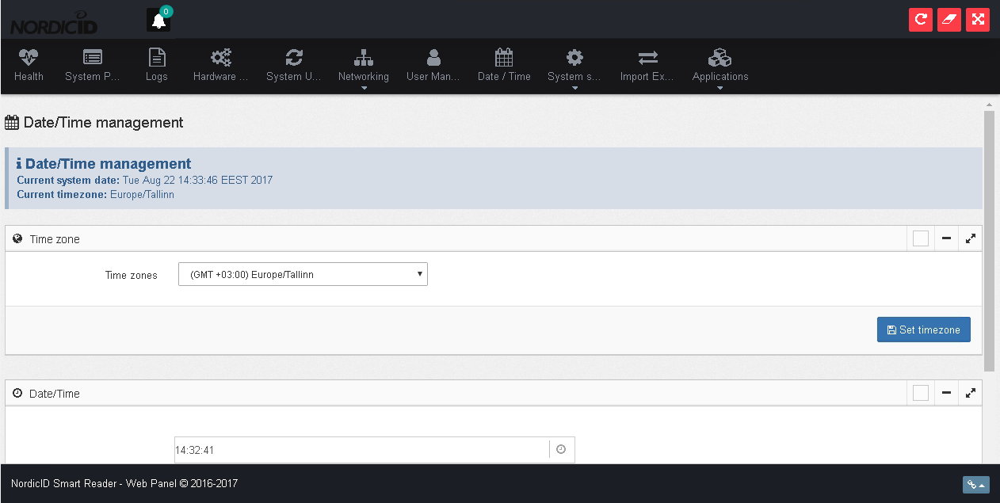 NORDICID
0
Health
System P...
Logs
Hardware ...
System U...
Networking
User Man...
Date / Time
System s...
Import Ex...
Applications
Date/Time management
Date/Time management
Current system date: Tue Aug 22 14:33:46 EEST 2017
Current timezone: Europe/Tallinn
Time zone
Time zones
(GMT +03:00) Europe/Tallinn
Set timezone
Date/Time
14:32:41
NordicID Smart Reader - Web Panel © 2016-2017